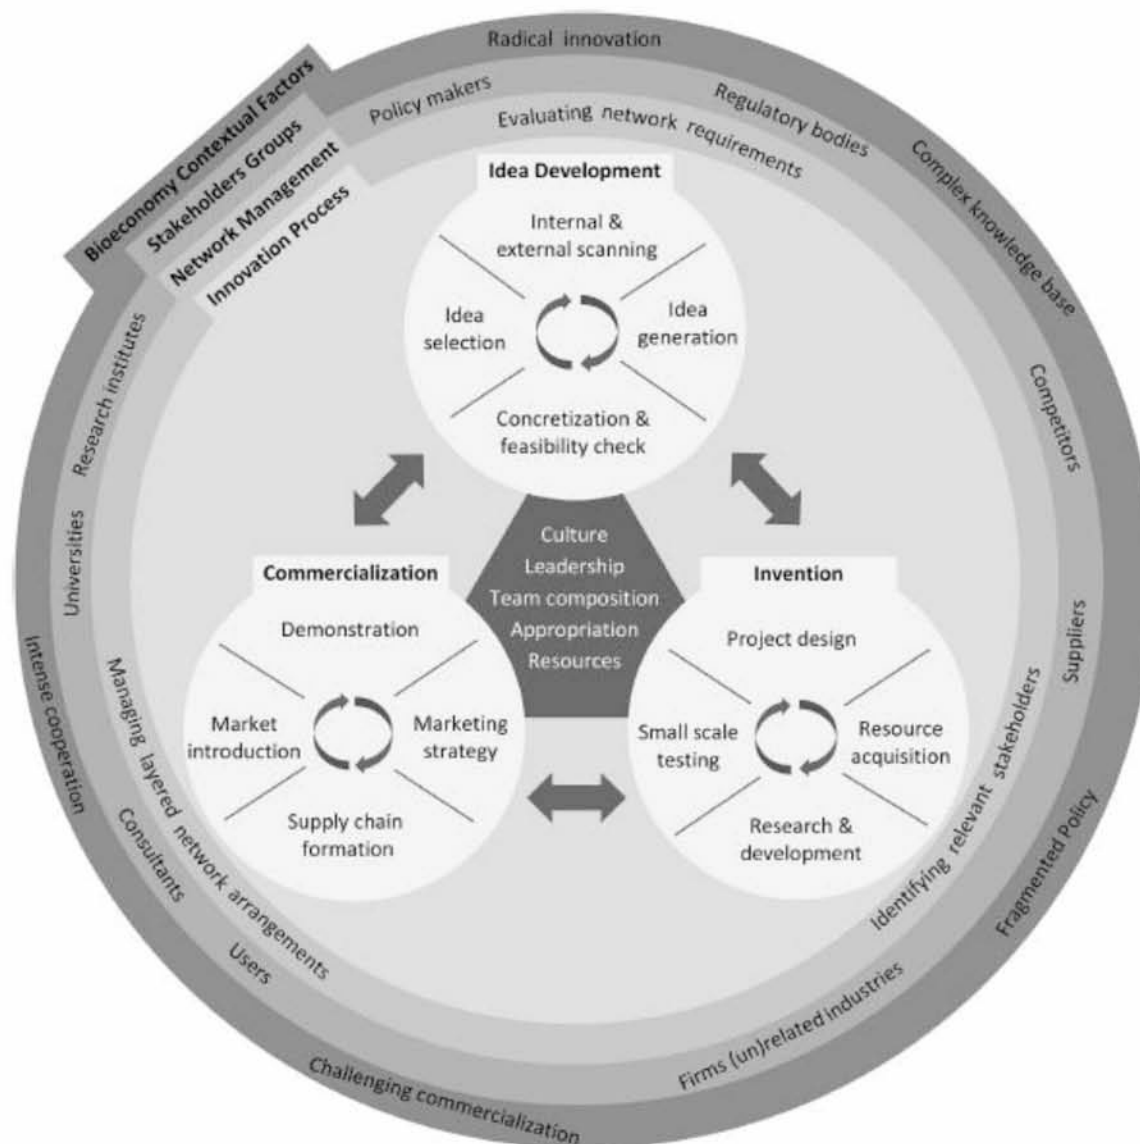 Radical innovation
Complex knowledge base
Fragmented Policy
Challenging commercialization
Intense cooperation
Bioeconomy Contextual Factors
Stakeholders Groups
Network Management
Innovation Process
Policy makers
Regulatory bodies
Competitors
Suppliers
Firms (un)related industries
Users
Consultants
Universities
Research institutes
Evaluating network requirements
Identifying relevant stakeholders
Managing layered network arrangements
Idea Development
Internal &
external scanning
Idea
generation
Concretization &
feasibility check
Idea
selection
Culture
Leadership
Team composition
Appropriation
Resources
Commercialization
Demonstration
Marketing
strategy
Supply chain
formation
Market
introduction
Invention
Project design
Resource
acquisition
Research &
development
Small scale
testing